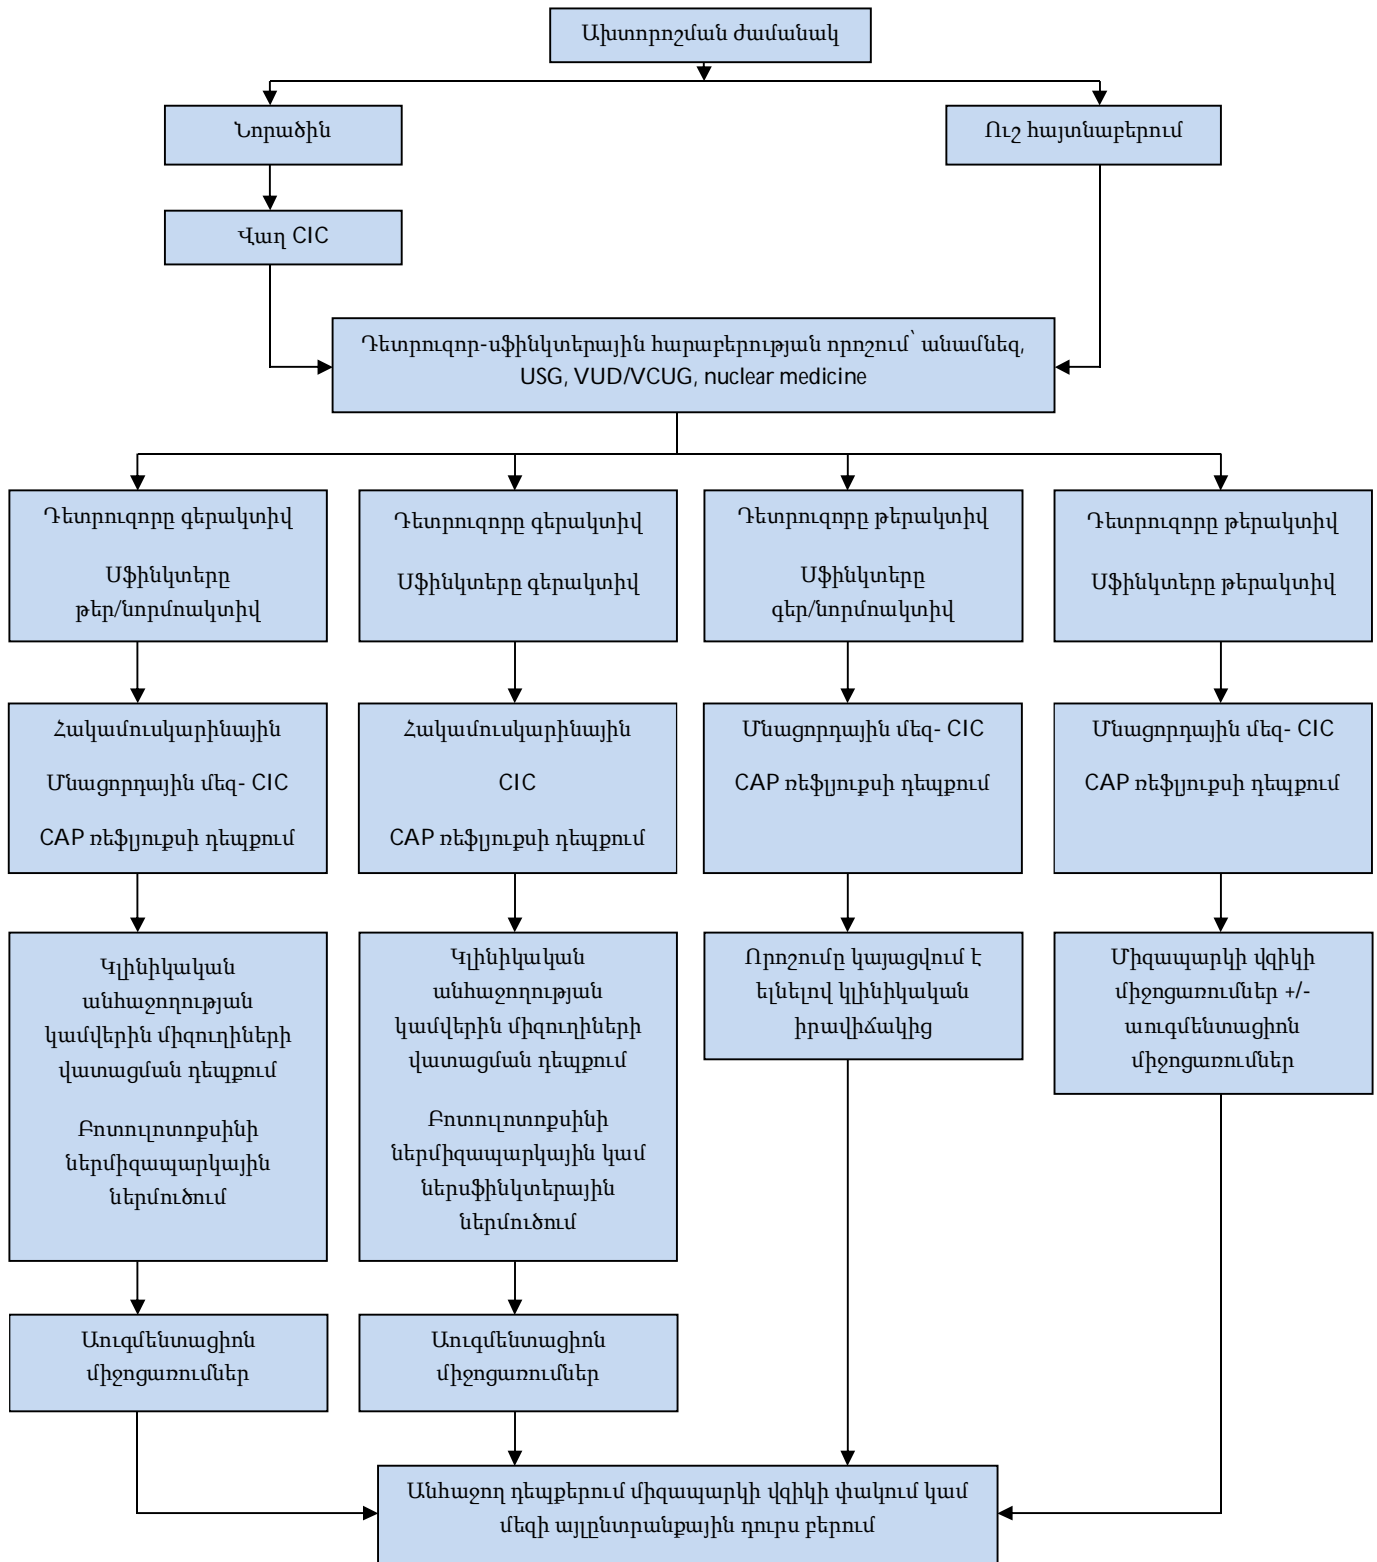 Ախտորոշման ժամանակ
Նորածին
Ուշ հայտնաբերում
Վաղ CIC
Դետրուզոր-սֆինկտերային հարաբերության որոշում՝ անամնեզ,
USG, VUD/VCUG, nuclear medicine
Դետրուզորը գերակտիվ
Սֆինկտերը
թեր/նորմոակտիվ
Դետրուզորը գերակտիվ
Սֆինկտերը գերակտիվ
Դետրուզորը թերակտիվ
Սֆինկտերը
գեր/նորմոակտիվ
Դետրուզորը թերակտիվ
Սֆինկտերը թերակտիվ
Հակամուսկարինային
Մնացորդային մեզ- CIC
CAP ռեֆլյուքսի դեպքում
Հակամուսկարինային
CIC
CAP ռեֆլյուքսի դեպքում
Մնացորդային մեզ- CIC
CAP ռեֆլյուքսի դեպքում
Մնացորդային մեզ- CIC
CAP ռեֆլյուքսի դեպքում
Կլինիկական
անհաջողության
կամվերին միզուղիների
վատացման դեպքում
Բոտուլոտոքսինի
ներմիզապարկային
ներմուծում
Կլինիկական
անհաջողության
կամվերին միզուղիների
վատացման դեպքում
Բոտուլոտոքսինի
ներմիզապարկային կամ
ներսֆինկտերային
ներմուծում
Որոշումը կայացվում է
ելնելով կլինիկական
իրավիճակից
Միզապարկի վզիկի
միջոցառումներ +/-
աուգմենտացիոն
միջոցառումներ
Աուգմենտացիոն
միջոցառումներ
Աուգմենտացիոն
միջոցառումներ
Անհաջող դեպքերում միզապարկի վզիկի փակում կամ
մեզի այլընտրանքային դուրս բերում